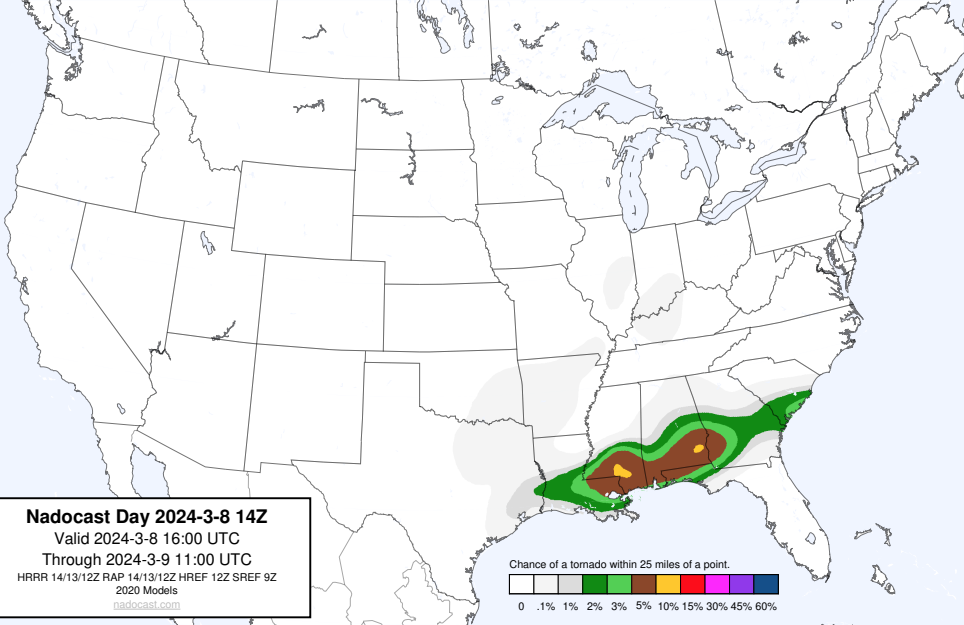 Nadocast Day 2024-3-8 14Z
Valid 2024-3-8 16:00 UTC
Through 2024-3-9 11:00 UTC
HRRR 14/13/12Z RAP 14/13/12Z HREF 12Z SREF 9Z
2020 Models
nadocast.com
Chance of a tornado within 25 miles of a point.
0 .1% 1% 2% 3% 5% 10% 15% 30% 45% 60%